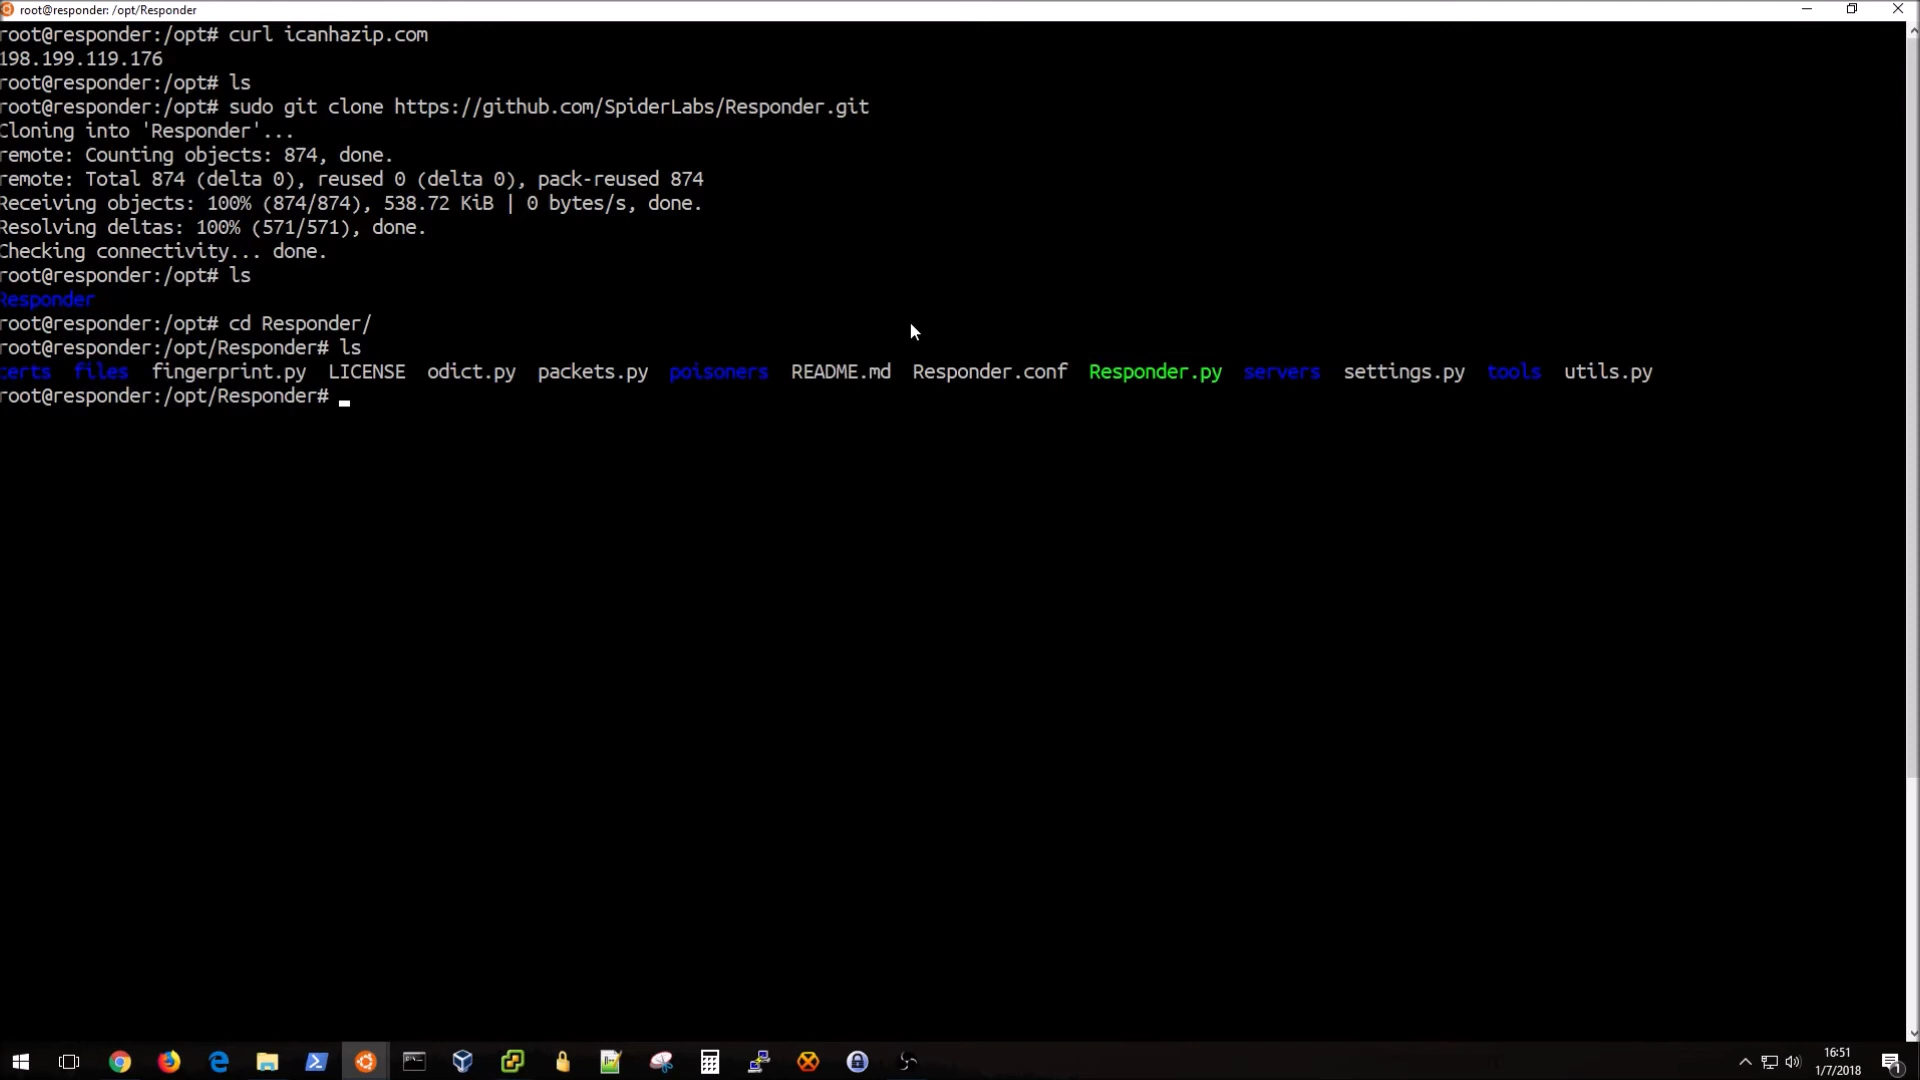 root@responder: /opt/Responder
root@responder:/opt# curl icanhazip.com
198.199.119.176
root@responder:/opt# ls
root@responder:/opt# sudo git clone https://github.com/SpiderLabs/Responder.git
Cloning into 'Responder'...
remote: Counting objects: 874, done.
remote: Total 874 (delta 0), reused 0 (delta 0), pack-reused 874
Receiving objects: 100% (874/874), 538.72 KiB | 0 bytes/s, done.
Resolving deltas: 100% (571/571), done.
Checking connectivity... done.
root@responder:/opt# ls
Responder
root@responder:/opt# cd Responder/
root@responder:/opt/Responder# ls
certs files fingerprint.py LICENSE odict.py packets.py poisoners README.md Responder.conf Responder.py servers settings.py tools utils.py
root@responder:/opt/Responder#
16:51
1/7/2018
1